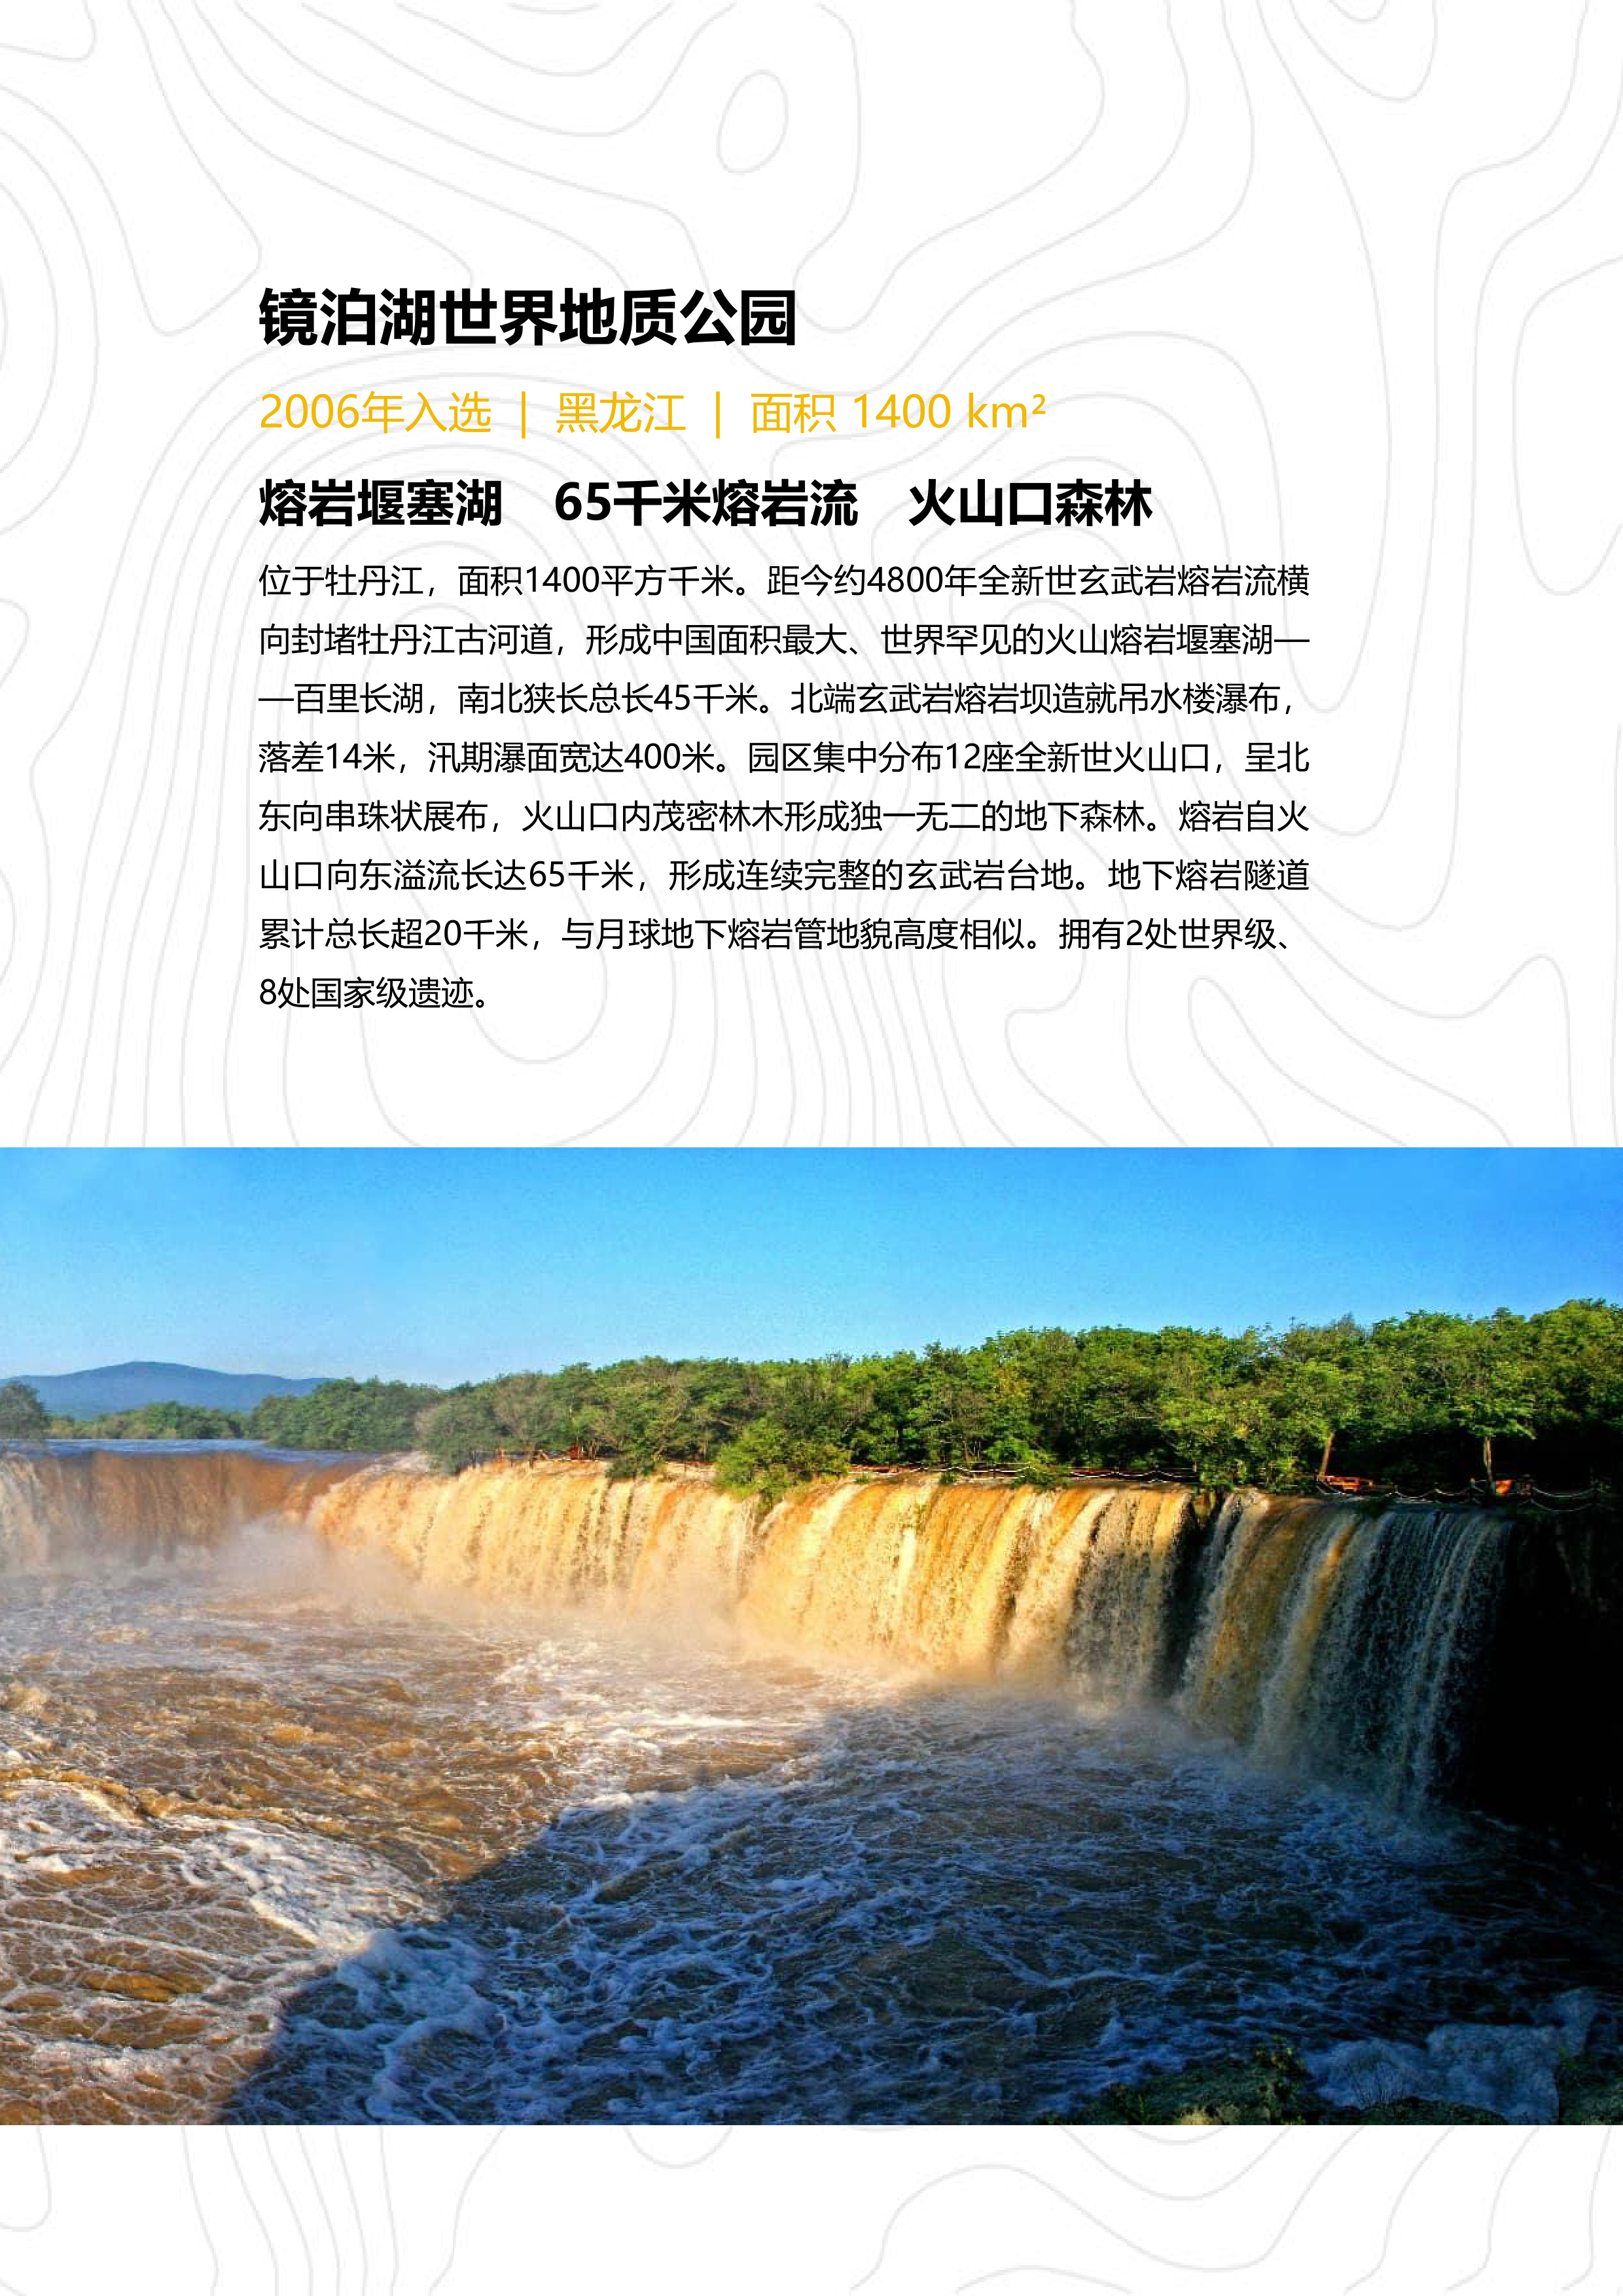 镜泊湖世界地质公园
2006年入选 | 黑龙江 | 面积 1400 km²
熔岩堰塞湖 65千米熔岩流 火山口森林
位于牡丹江，面积1400平方千米。距今约4800年全新世玄武岩熔岩流横
向封堵牡丹江古河道，形成中国面积最大、世界罕见的火山熔岩堰塞湖—
—百里长湖，南北狭长总长45千米。北端玄武岩熔岩坝造就吊水楼瀑布，
落差14米，汛期瀑面宽达400米。园区集中分布12座全新世火山口，呈北
东向串珠状展布，火山口内茂密林木形成独一无二的地下森林。熔岩自火
山口向东溢流长达65千米，形成连续完整的玄武岩台地。地下熔岩隧道
累计总长超20千米，与月球地下熔岩管地貌高度相似。拥有2处世界级、
8处国家级遗迹。